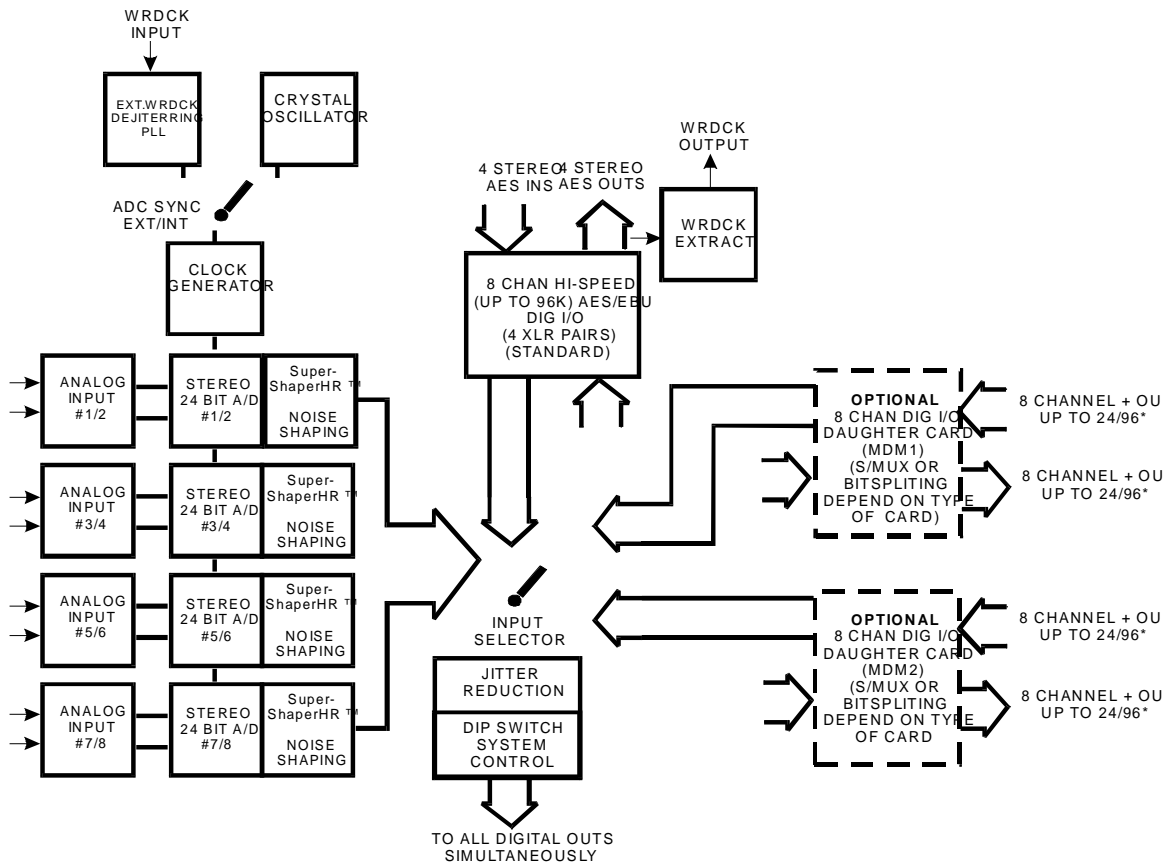 WRDCK
INPUT
EXT.WRDCK
DEJITERRING
PLL
CRYSTAL
OSCILLATOR
ADC SYNC
EXT/INT
CLOCK
GENERATOR
4 STEREO
AES INS
4 STEREO
AES OUTS
WRDCK
OUTPUT
WRDCK
EXTRACT
8 CHAN HI-SPEED
(UP TO 96K) AES/EBU
DIG I/O
(4 XLR PAIRS)
(STANDARD)
ANALOG
INPUT
#1/2
STEREO
24 BIT A/D
#1/2
Super-
ShaperHR ™
NOISE
SHAPING
ANALOG
INPUT
#3/4
STEREO
24 BIT A/D
#3/4
Super-
ShaperHR ™
NOISE
SHAPING
ANALOG
INPUT
#5/6
STEREO
24 BIT A/D
#5/6
Super-
ShaperHR ™
NOISE
SHAPING
ANALOG
INPUT
#7/8
STEREO
24 BIT A/D
#7/8
Super-
ShaperHR ™
NOISE
SHAPING
INPUT
SELECTOR
JITTER
REDUCTION
DIP SWITCH
SYSTEM
CONTROL
TO ALL DIGITAL OUTS
SIMULTANEOUSLY
OPTIONAL
8 CHAN DIG I/O
DAUGHTER CARD
(MDM1)
(S/MUX OR
BITSPLITING
DEPEND ON TYPE
OF CARD)
8 CHANNEL + OU
UP TO 24/96*
8 CHANNEL + OU
UP TO 24/96*
OPTIONAL
8 CHAN DIG I/O
DAUGHTER CARD
(MDM2)
(S/MUX OR
BITSPLITING
DEPEND ON TYPE
OF CARD
8 CHANNEL + OU
UP TO 24/96*
8 CHANNEL + OU
UP TO 24/96*